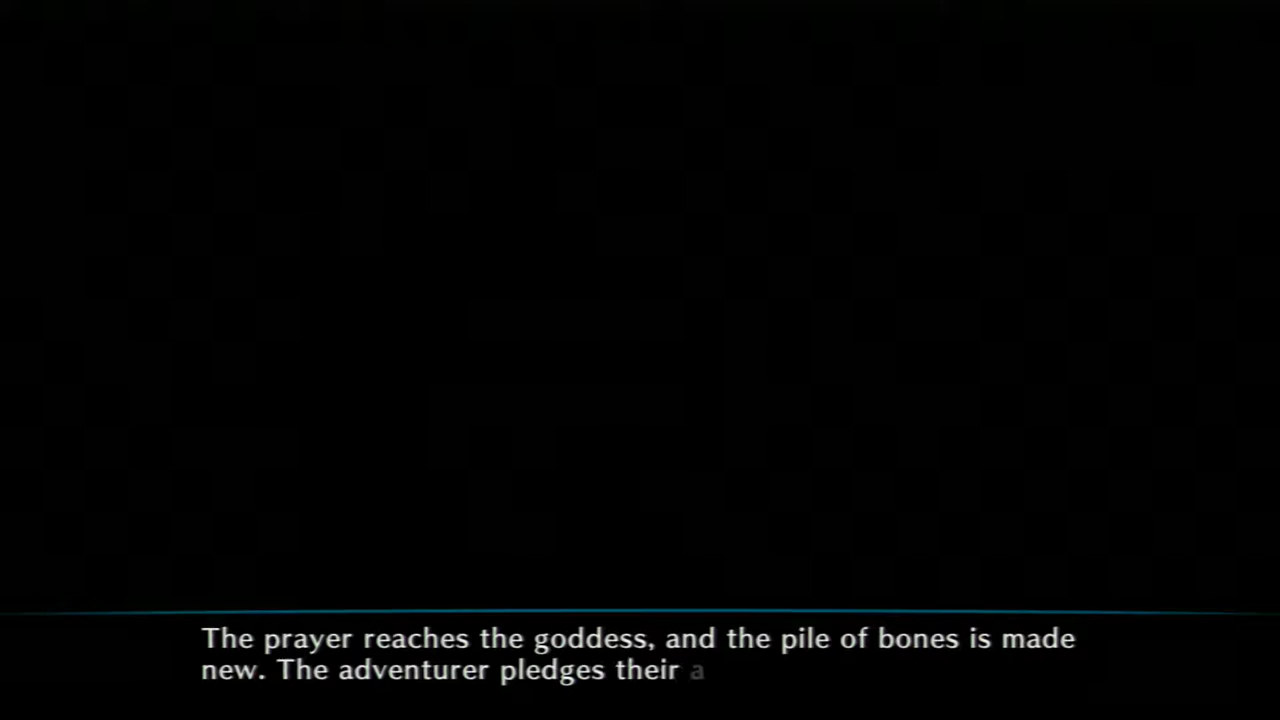 The prayer reaches the goddess, and the pile of bones is made
new. The adventurer pledges their a